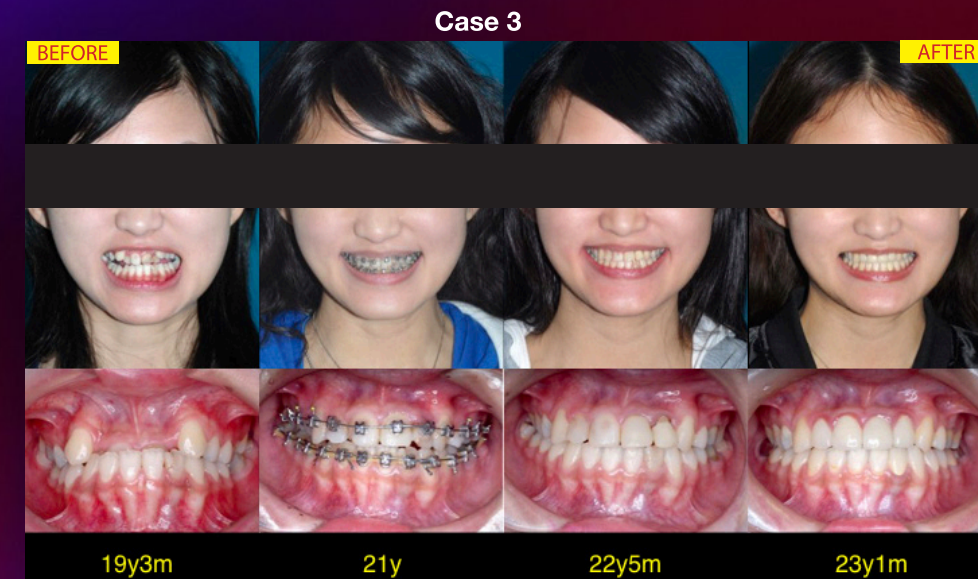 Case 3
BEFORE
AFTER
19y3m
21y
22y5m
23y1m